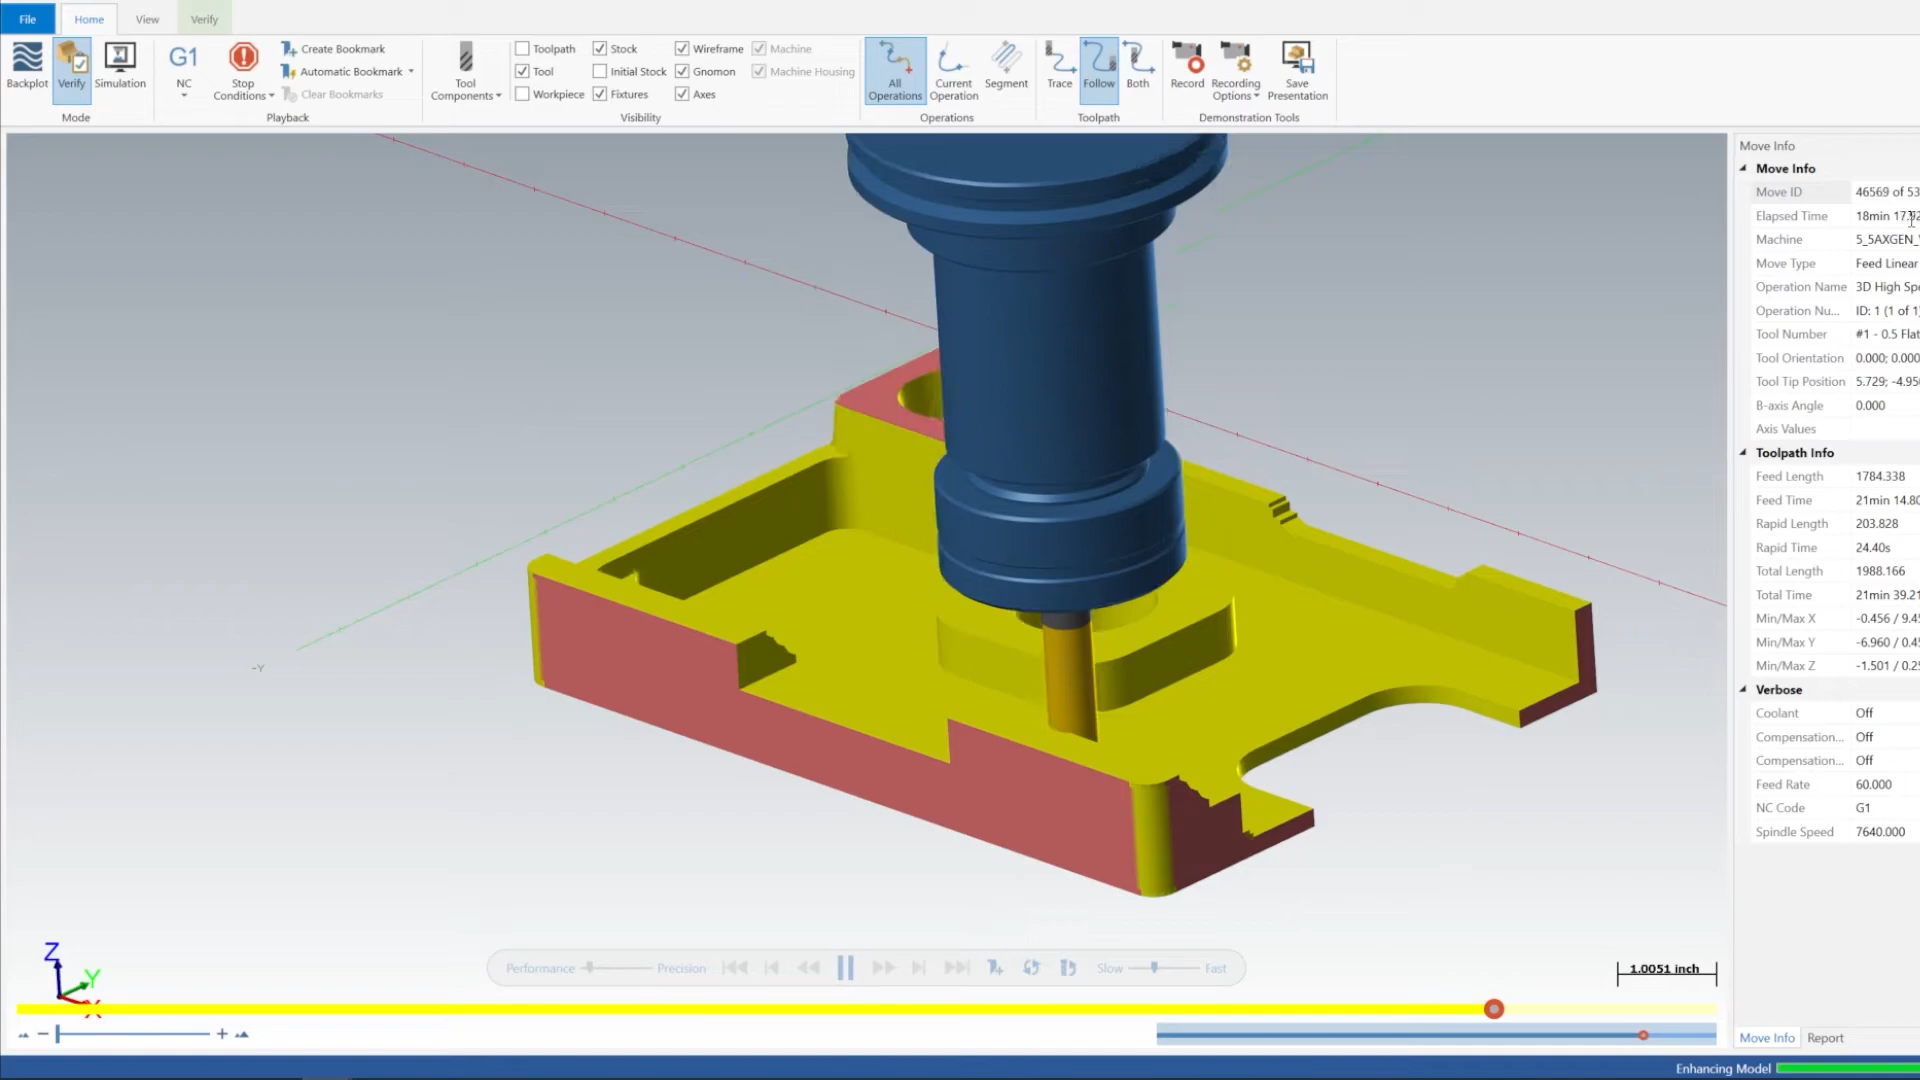 File Home View Verify
Backplot Verify Simulation
Mode
G1
NC
Stop Conditions
Create Bookmark
Automatic Bookmark
Clear Bookmarks
Playback
Tool Components
Toolpath Stock Wireframe Machine
Tool Initial Stock Gnomon Machine Housing
Workpiece Fixtures Axes
Visibility
All Operations Current Operation Segment
Operations
Trace Follow Both
Toolpath
Record Recording Options Save Presentation
Demonstration Tools
Move Info
Move Info
Move ID 46569 of 53
Elapsed Time 18min 17.92
Machine 5_5AXGEN_
Move Type Feed Linear
Operation Name 3D High Spe
Operation Nu... ID: 1 (1 of 1)
Tool Number #1 - 0.5 Flat
Tool Orientation 0.000; 0.000
Tool Tip Position 5.729; -4.95
B-axis Angle 0.000
Axis Values
Toolpath Info
Feed Length 1784.338
Feed Time 21min 14.80
Rapid Length 203.828
Rapid Time 24.40s
Total Length 1988.166
Total Time 21min 39.21
Min/Max X -0.456 / 9.45
Min/Max Y -6.960 / 0.45
Min/Max Z -1.501 / 0.25
Verbose
Coolant Off
Compensation... Off
Compensation... Off
Feed Rate 60.000
NC Code G1
Spindle Speed 7640.000
-Y
Z
Y
X
Performance Precision Slow Fast
1.0051 inch
Move Info Report
Enhancing Model